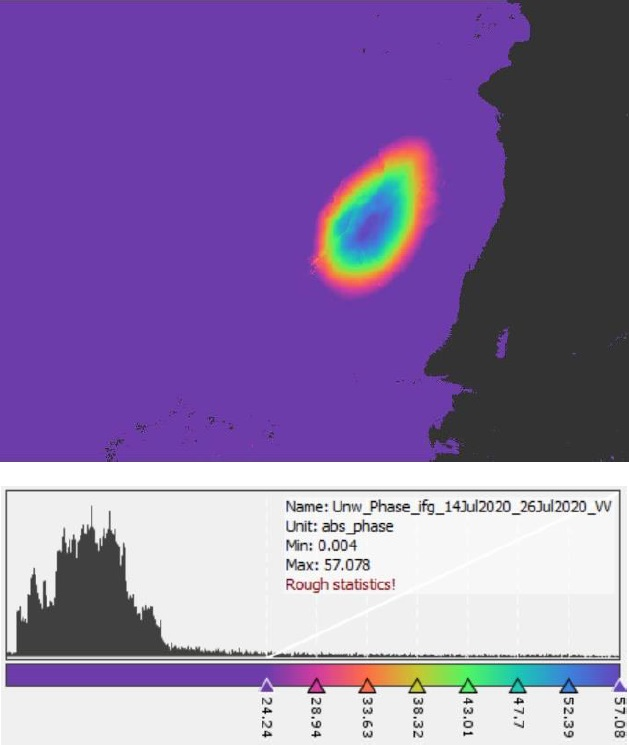 Name: Unw_Phase_ifg_14Jul2020_26Jul2020_VV
Unit: abs_phase
Min: 0.004
Max: 57.078
Rough statistics!
24.24
28.94
33.63
38.32
43.01
47.7
52.39
57.08